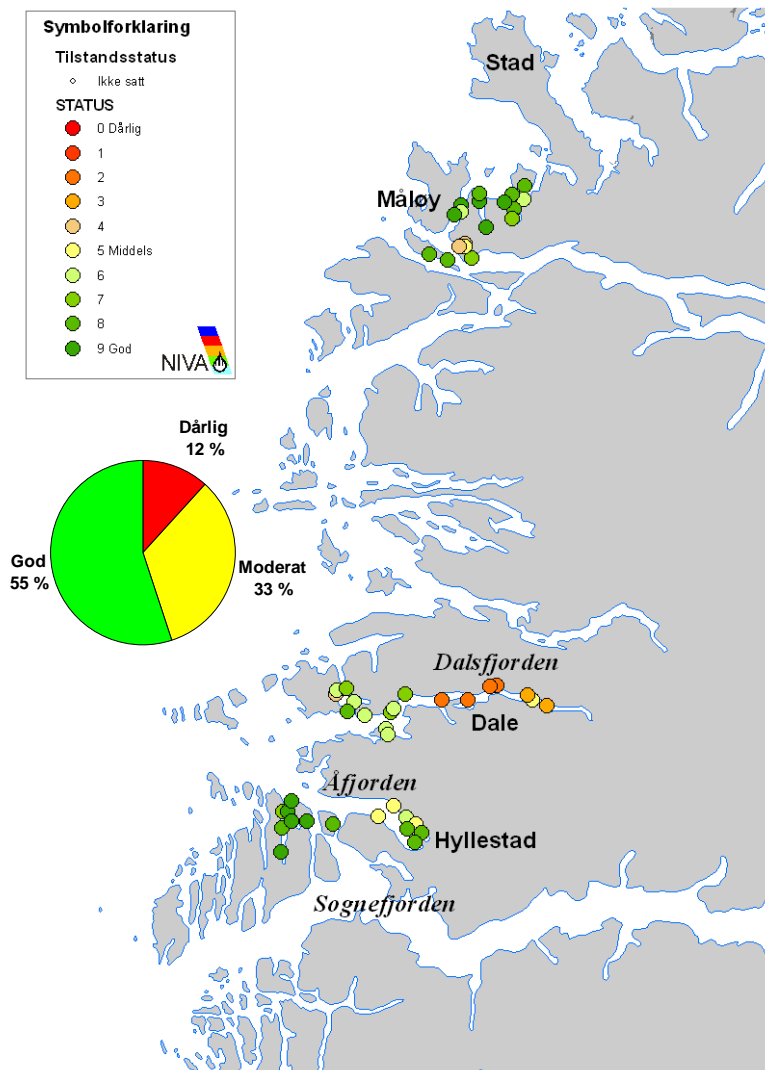 Symbolforklaring
Tilstandsstatus
Ikke satt
STATUS
0 Dårlig
1
2
3
4
5 Middels
6
7
8
9 God
NIVA
Stad
Måløy
Dårlig
12 %
God
55 %
Moderat
33 %
Dalsfjorden
Dale
Åfjorden
Hyllestad
Sognefjorden